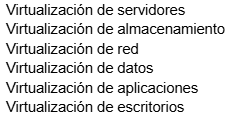 Virtualización de servidores
Virtualización de almacenamiento
Virtualización de red
Virtualización de datos
Virtualización de aplicaciones
Virtualización de escritorios